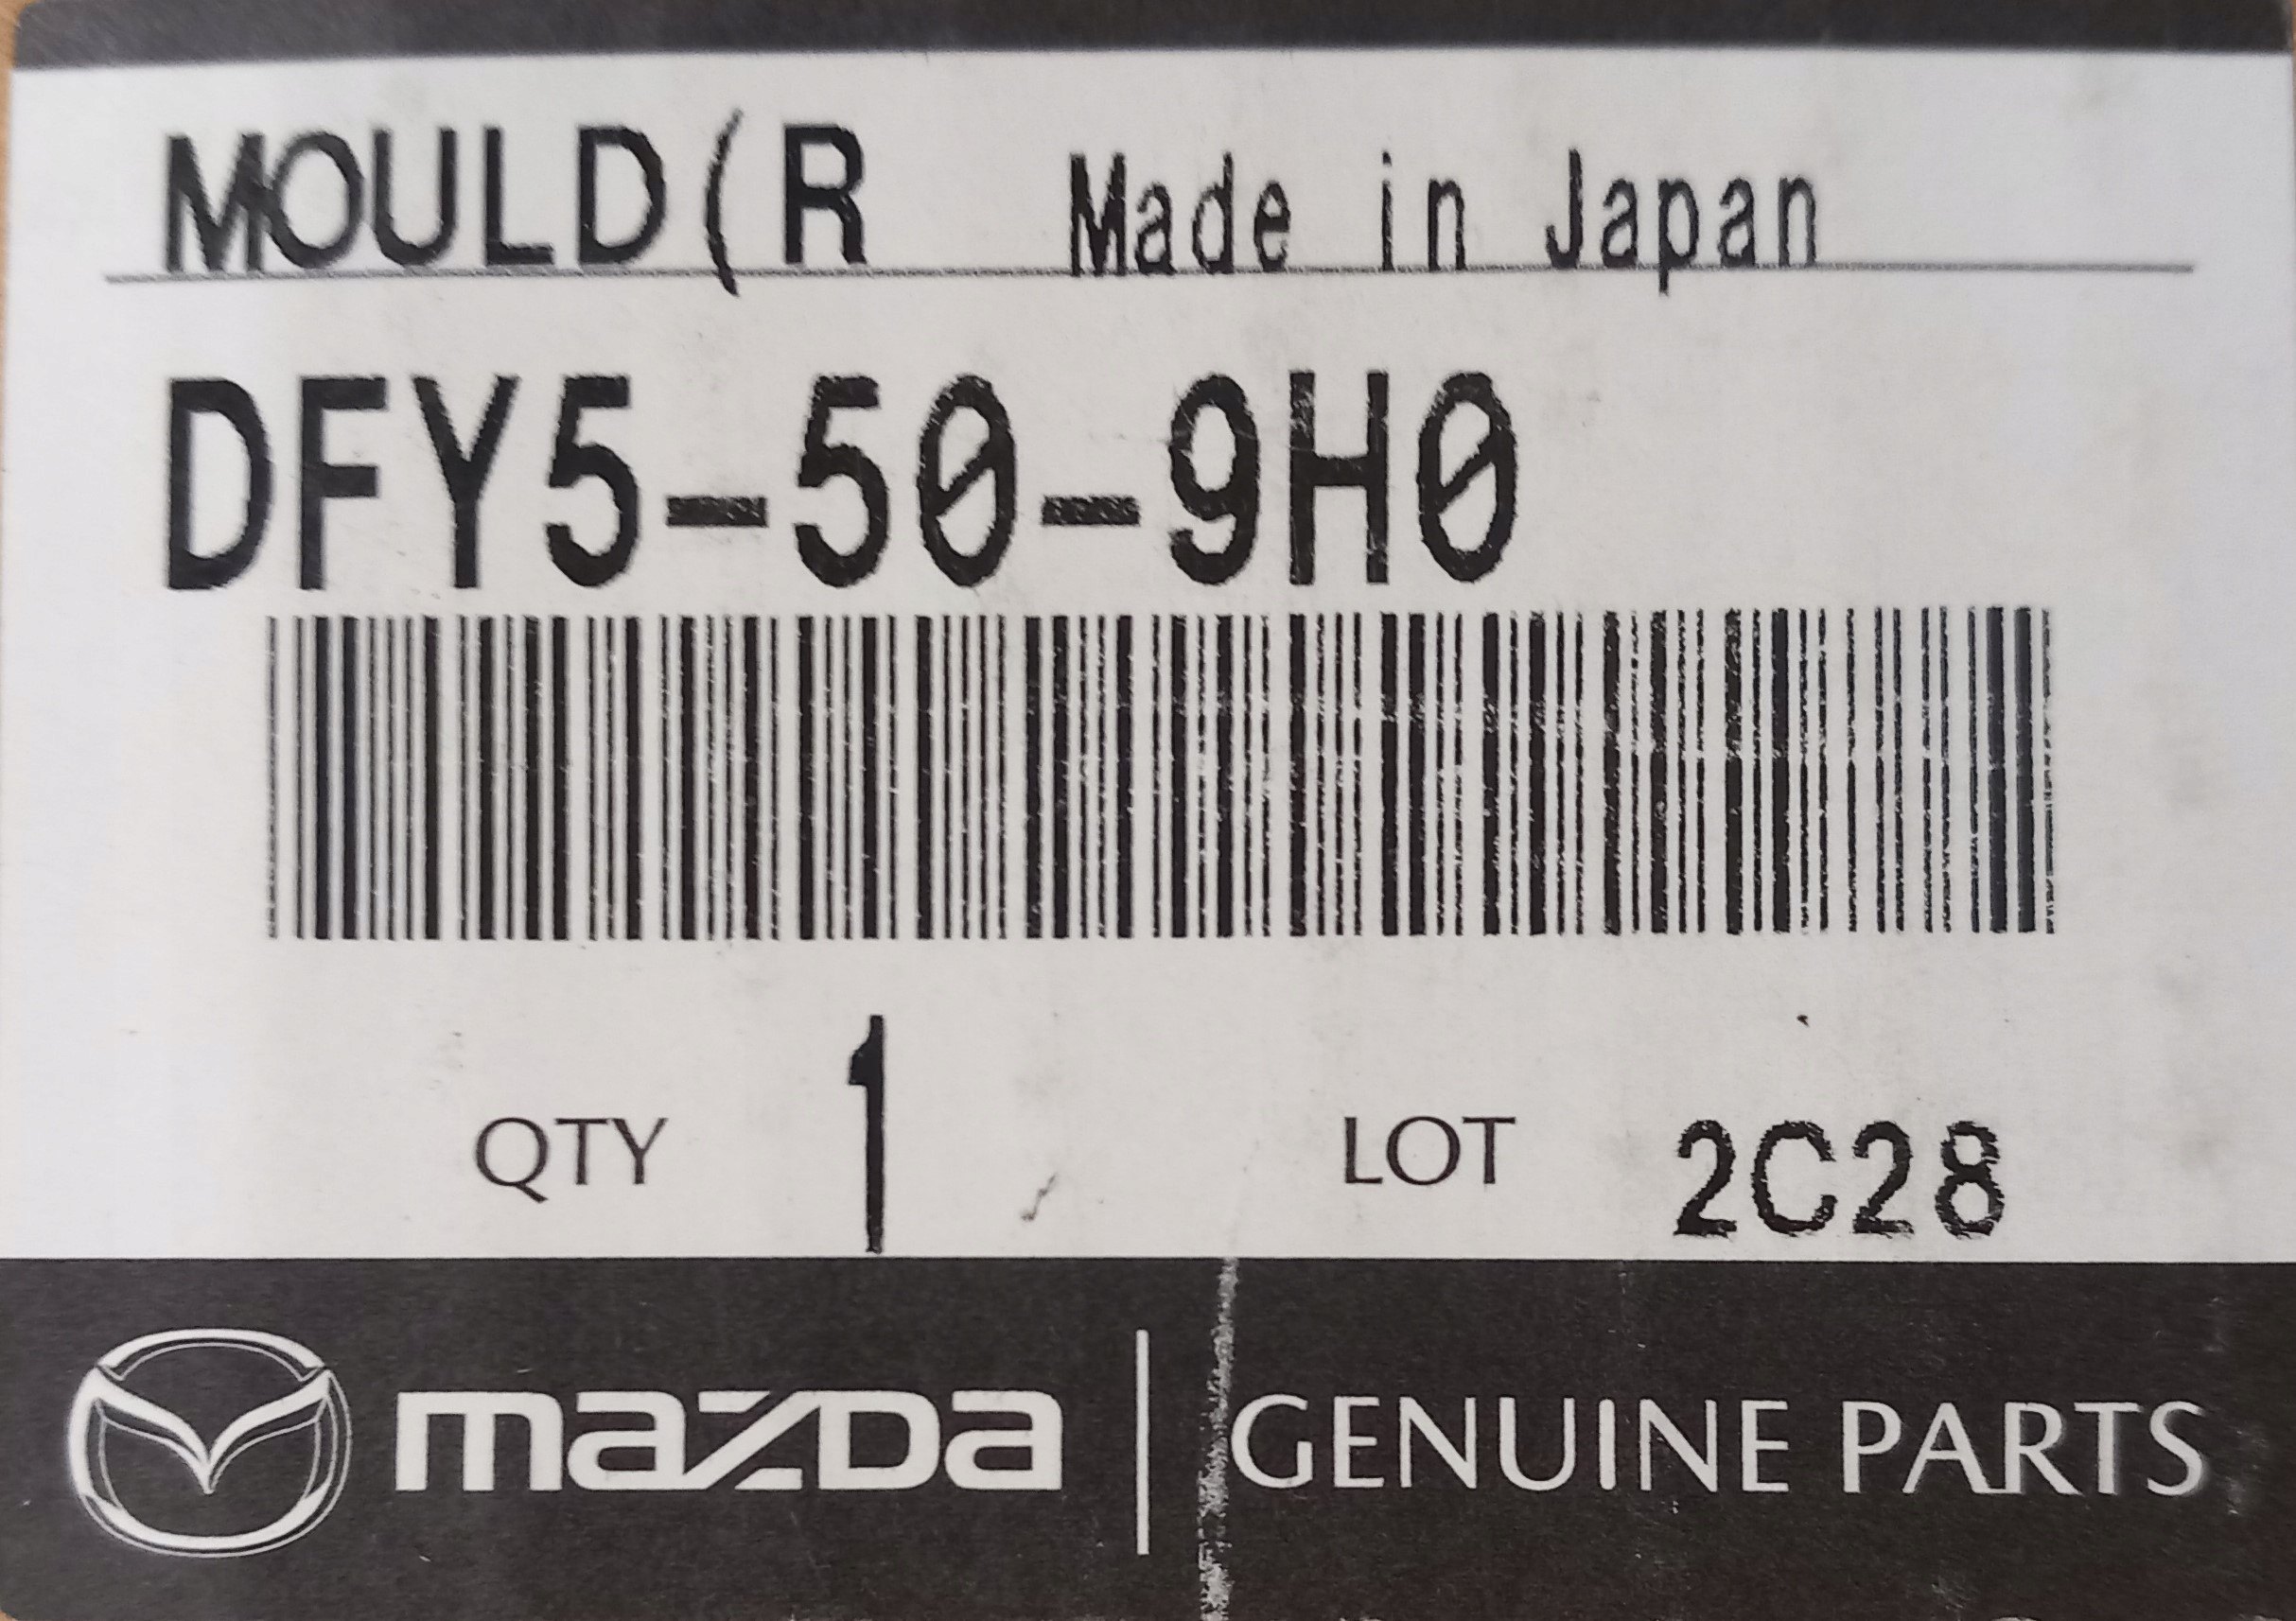 MOULD(R Made in Japan
DFY5-50-9H0
QTY 1 LOT 2C28
mazda | GENUINE PARTS